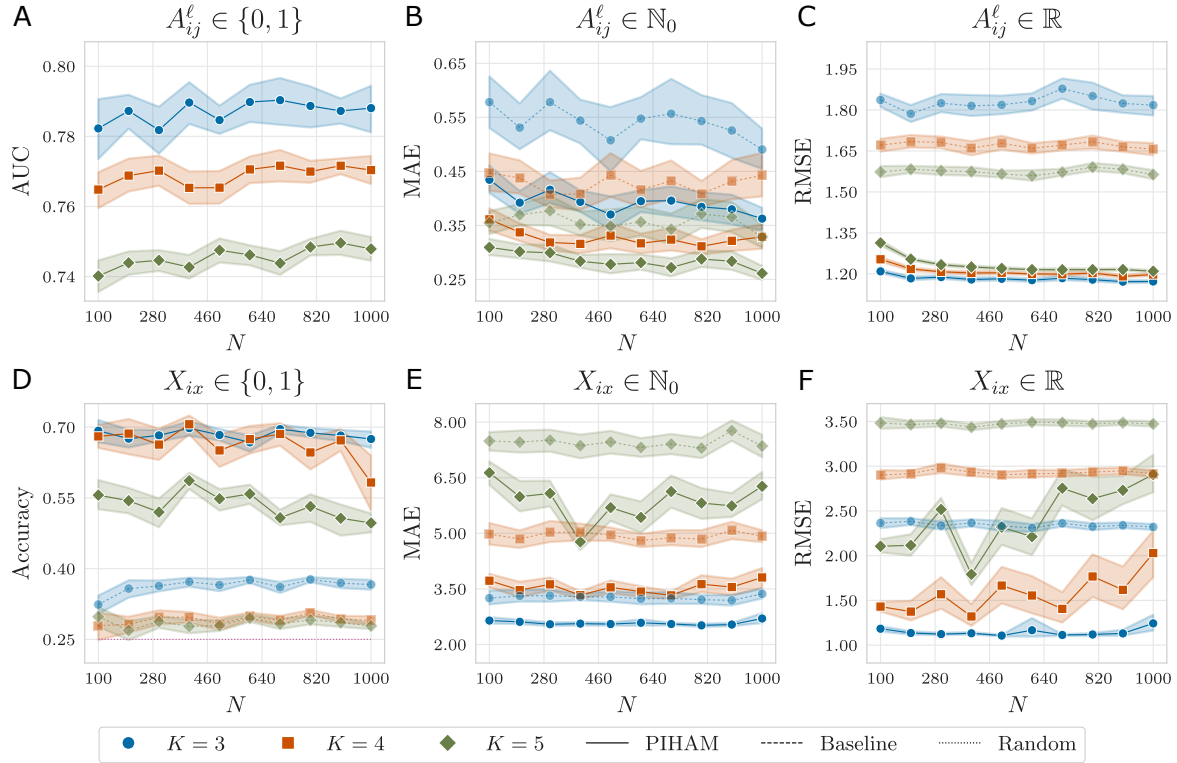 A
$A_{ij}^{\ell} \in \{0, 1\}$
0.80
0.78
0.76
0.74
AUC
100 280 460 640 820 1000
N
B
$A_{ij}^{\ell} \in \mathbb{N}_0$
0.65
0.55
0.45
0.35
0.25
MAE
100 280 460 640 820 1000
N
C
$A_{ij}^{\ell} \in \mathbb{R}$
1.95
1.80
1.65
1.50
1.35
1.20
RMSE
100 280 460 640 820 1000
N
D
$X_{ix} \in \{0, 1\}$
0.70
0.55
0.40
0.25
Accuracy
100 280 460 640 820 1000
N
E
$X_{ix} \in \mathbb{N}_0$
8.00
6.50
5.00
3.50
2.00
MAE
100 280 460 640 820 1000
N
F
$X_{ix} \in \mathbb{R}$
3.50
3.00
2.50
2.00
1.50
1.00
RMSE
100 280 460 640 820 1000
N
K = 3 K = 4 K = 5 PIHAM Baseline Random